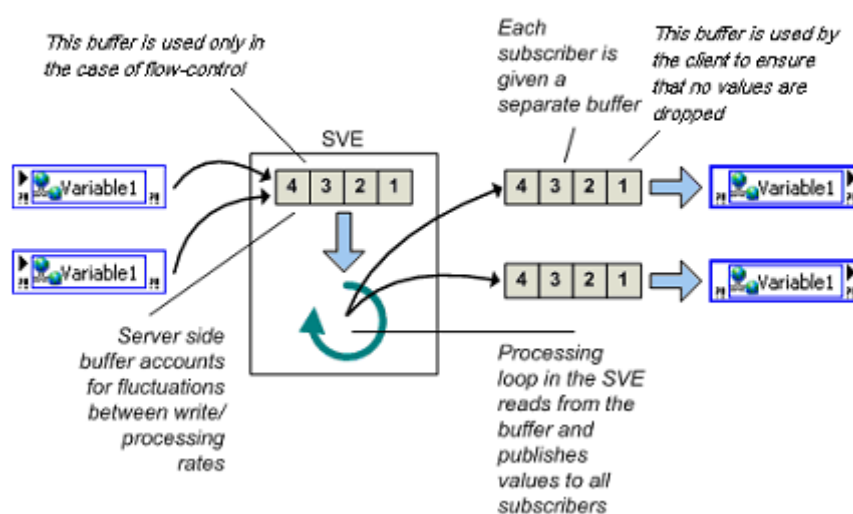 This buffer is used only in
the case of flow-control
Each
subscriber is
given a
separate buffer
This buffer is used by
the client to ensure
that no values are
dropped
SVE
?! Variable1 ?!
4 3 2 1
4 3 2 1
?! Variable1 ?!
?! Variable1 ?!
4 3 2 1
?! Variable1 ?!
Server side
buffer accounts
for fluctuations
between write/
processing
rates
Processing
loop in the SVE
reads from the
buffer and
publishes
values to all
subscribers